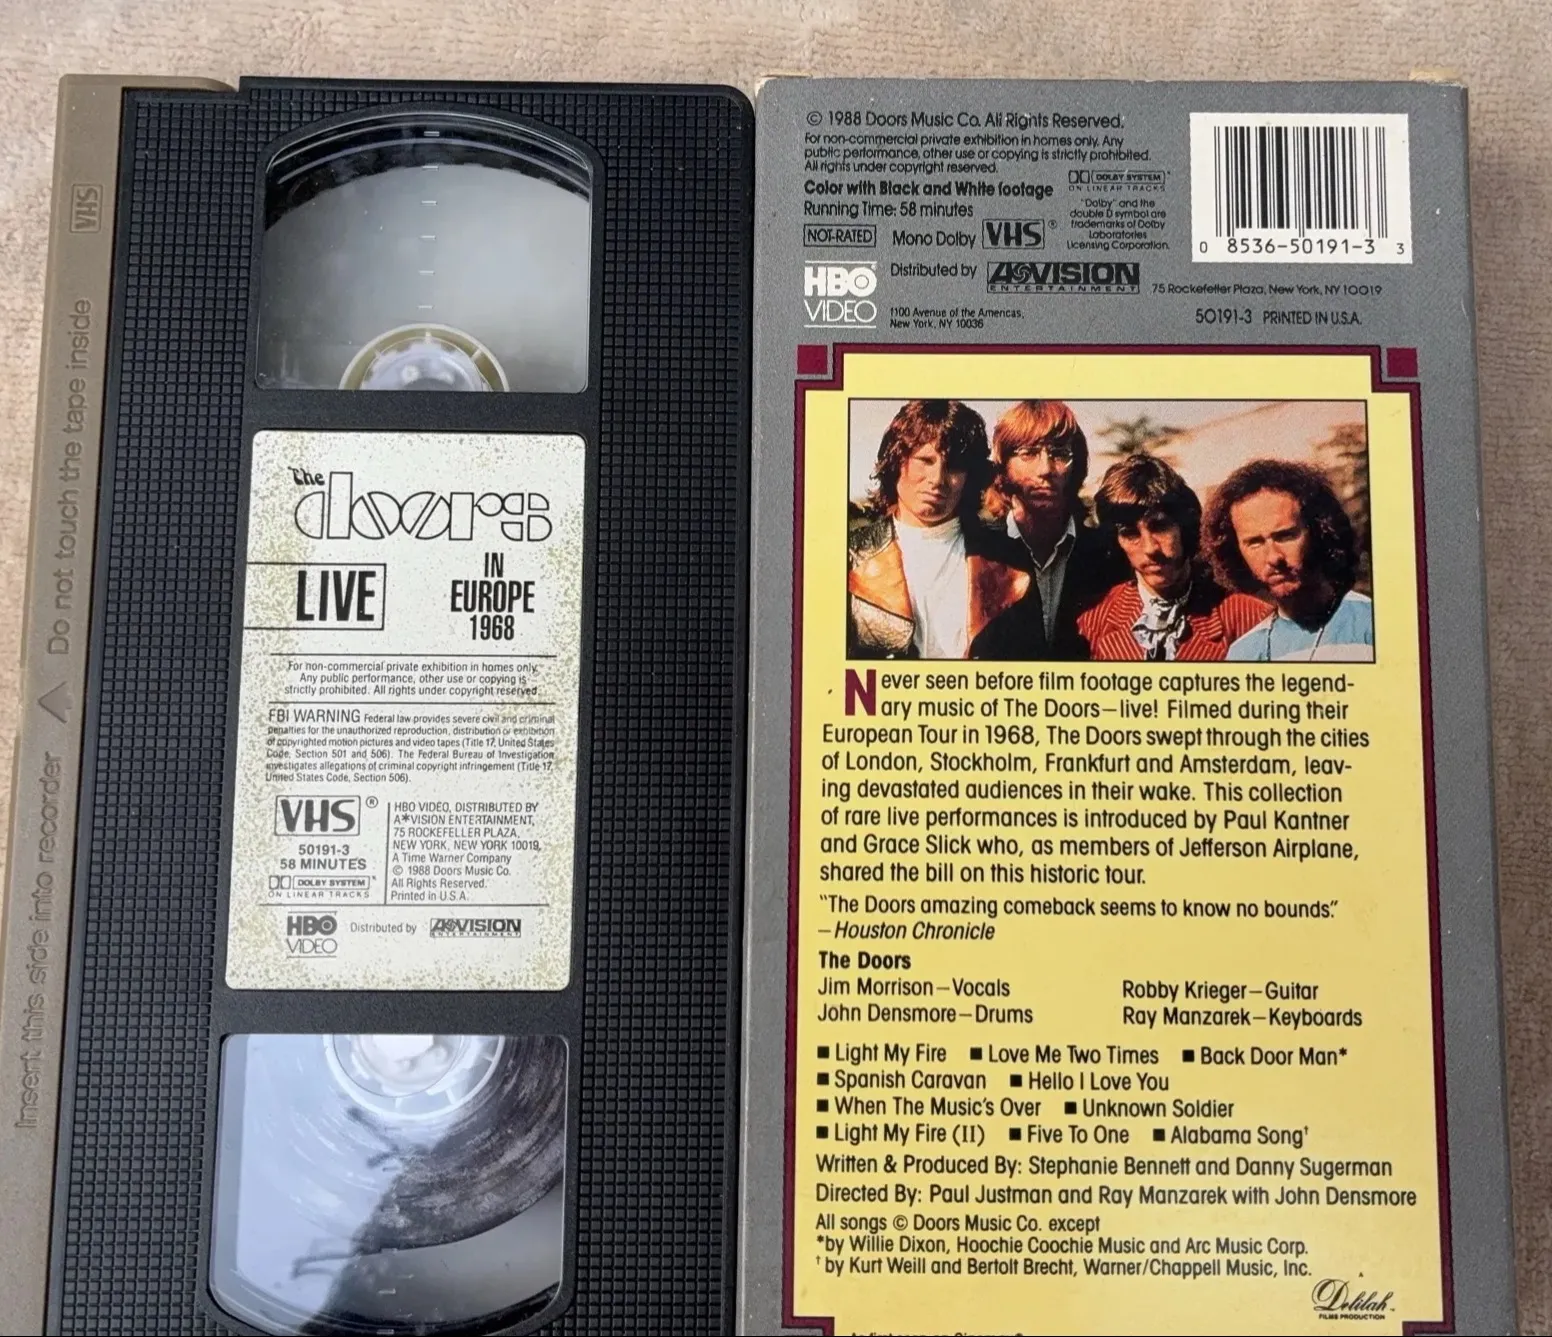 VHS
Do not touch the tape inside
Insert this side into recorder
The
doors
LIVE
IN
EUROPE
1968
For non-commercial private exhibition in homes only.
Any public performance, other use or copying is
strictly prohibited. All rights under copyright reserved.
FBI WARNING Federal law provides severe civil and criminal
penalties for the unauthorized reproduction, distribution or exhibition
of copyrighted motion pictures and video tapes (Title 17, United States
Code, Section 501 and 506). The Federal Bureau of Investigation
investigates allegations of criminal copyright infringement (Title 17,
United States Code, Section 506).
VHS ®
50191-3
58 MINUTES
DOLBY SYSTEM
ON LINEAR TRACKS
HBO VIDEO, DISTRIBUTED BY
A*VISION ENTERTAINMENT,
75 ROCKEFELLER PLAZA,
NEW YORK, NEW YORK 10019,
A Time Warner Company
© 1988 Doors Music Co.
All Rights Reserved.
Printed in U.S.A.
HBO
VIDEO
Distributed by
A*VISION
ENTERTAINMENT
© 1988 Doors Music Co. All Rights Reserved.
For non-commercial private exhibition in homes only. Any
public performance, other use or copying is strictly prohibited.
All rights under copyright reserved.
Color with Black and White footage
Running Time: 58 minutes
NOT-RATED Mono Dolby VHS ®
DOLBY SYSTEM
ON LINEAR TRACKS
"Dolby" and the
double D symbol are
trademarks of Dolby
Laboratories
Licensing Corporation.
0 8536-50191-3 3
HBO
VIDEO
Distributed by A*VISION
ENTERTAINMENT
75 Rockefeller Plaza, New York, NY 10019
1100 Avenue of the Americas,
New York, NY 10036
50191-3 PRINTED IN U.S.A.
Never seen before film footage captures the legend-
ary music of The Doors—live! Filmed during their
European Tour in 1968, The Doors swept through the cities
of London, Stockholm, Frankfurt and Amsterdam, leav-
ing devastated audiences in their wake. This collection
of rare live performances is introduced by Paul Kantner
and Grace Slick who, as members of Jefferson Airplane,
shared the bill on this historic tour.
"The Doors amazing comeback seems to know no bounds."
—Houston Chronicle
The Doors
Jim Morrison—Vocals Robby Krieger—Guitar
John Densmore—Drums Ray Manzarek—Keyboards
■ Light My Fire ■ Love Me Two Times ■ Back Door Man*
■ Spanish Caravan ■ Hello I Love You
■ When The Music's Over ■ Unknown Soldier
■ Light My Fire (II) ■ Five To One ■ Alabama Song†
Written & Produced By: Stephanie Bennett and Danny Sugerman
Directed By: Paul Justman and Ray Manzarek with John Densmore
All songs © Doors Music Co. except
*by Willie Dixon, Hoochie Coochie Music and Arc Music Corp.
† by Kurt Weill and Bertolt Brecht, Warner/Chappell Music, Inc.
Delilah
FILMS PRODUCTION